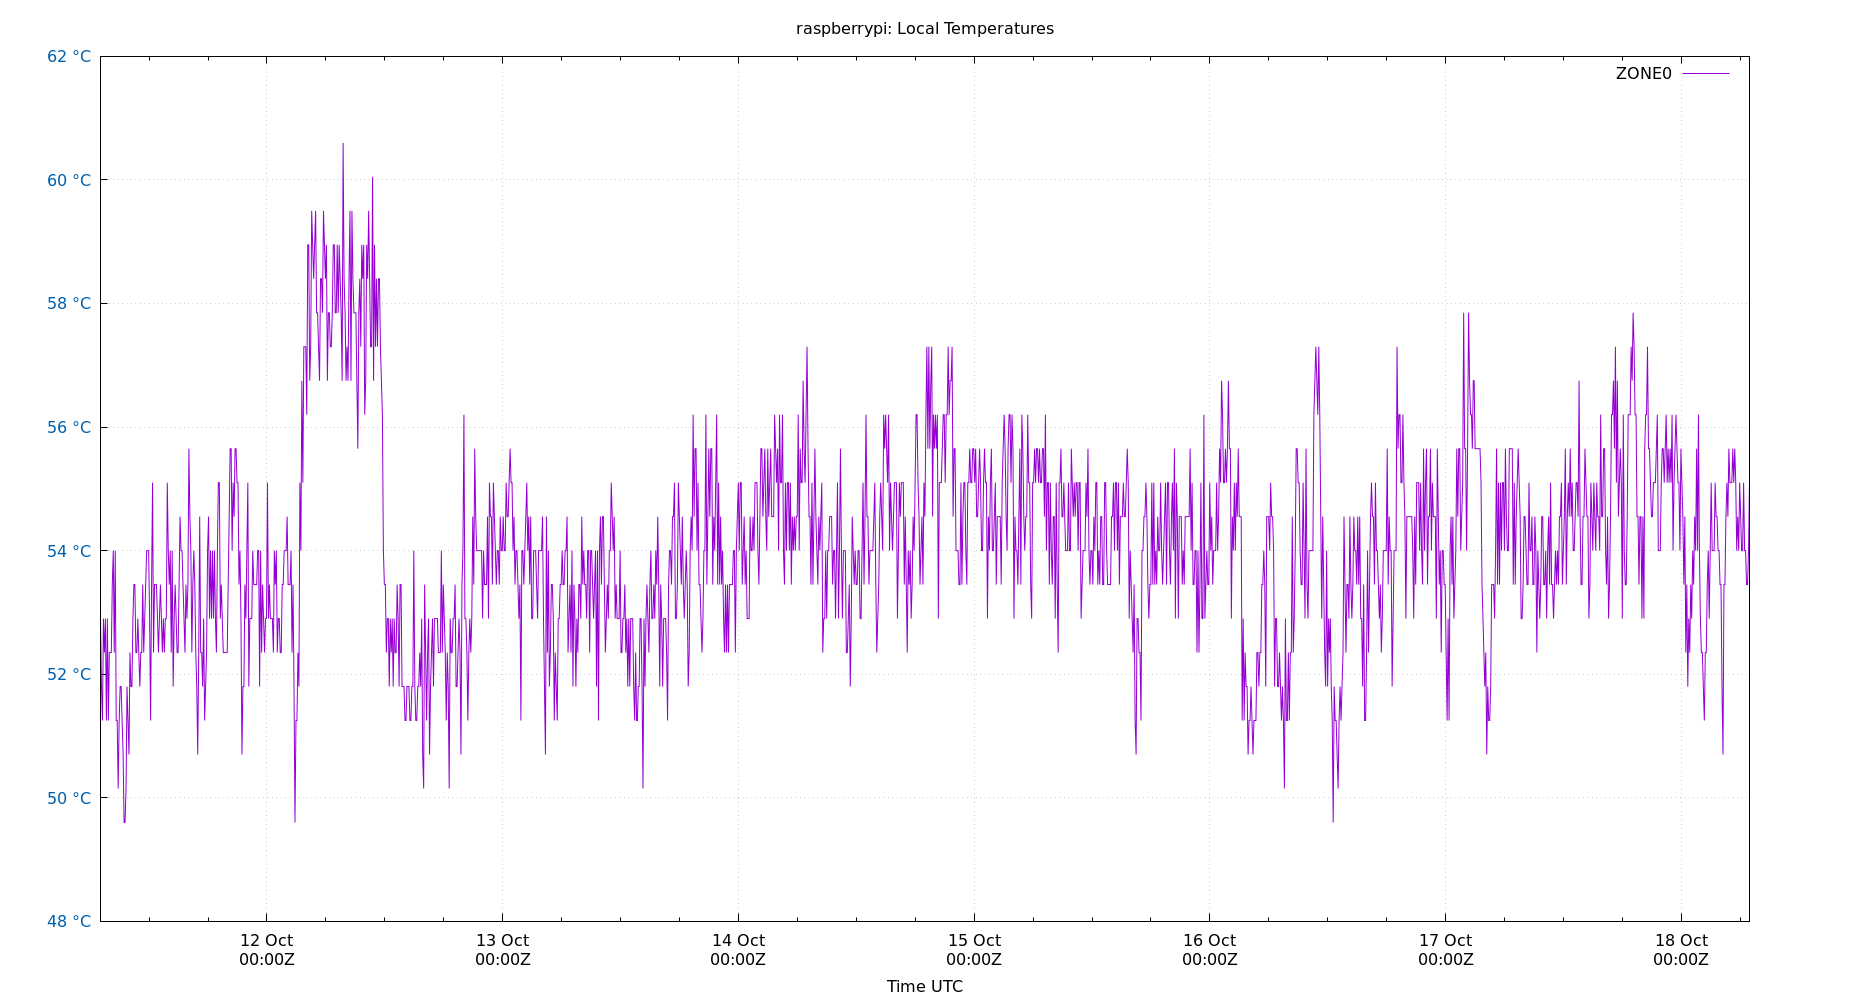 raspberrypi: Local Temperatures
62 °C
ZONE0
60 °C
58 °C
56 °C
54 °C
52 °C
50 °C
48 °C
12 Oct 13 Oct 14 Oct 15 Oct 16 Oct 17 Oct 18 Oct
00:00Z 00:00Z 00:00Z 00:00Z 00:00Z 00:00Z 00:00Z
Time UTC